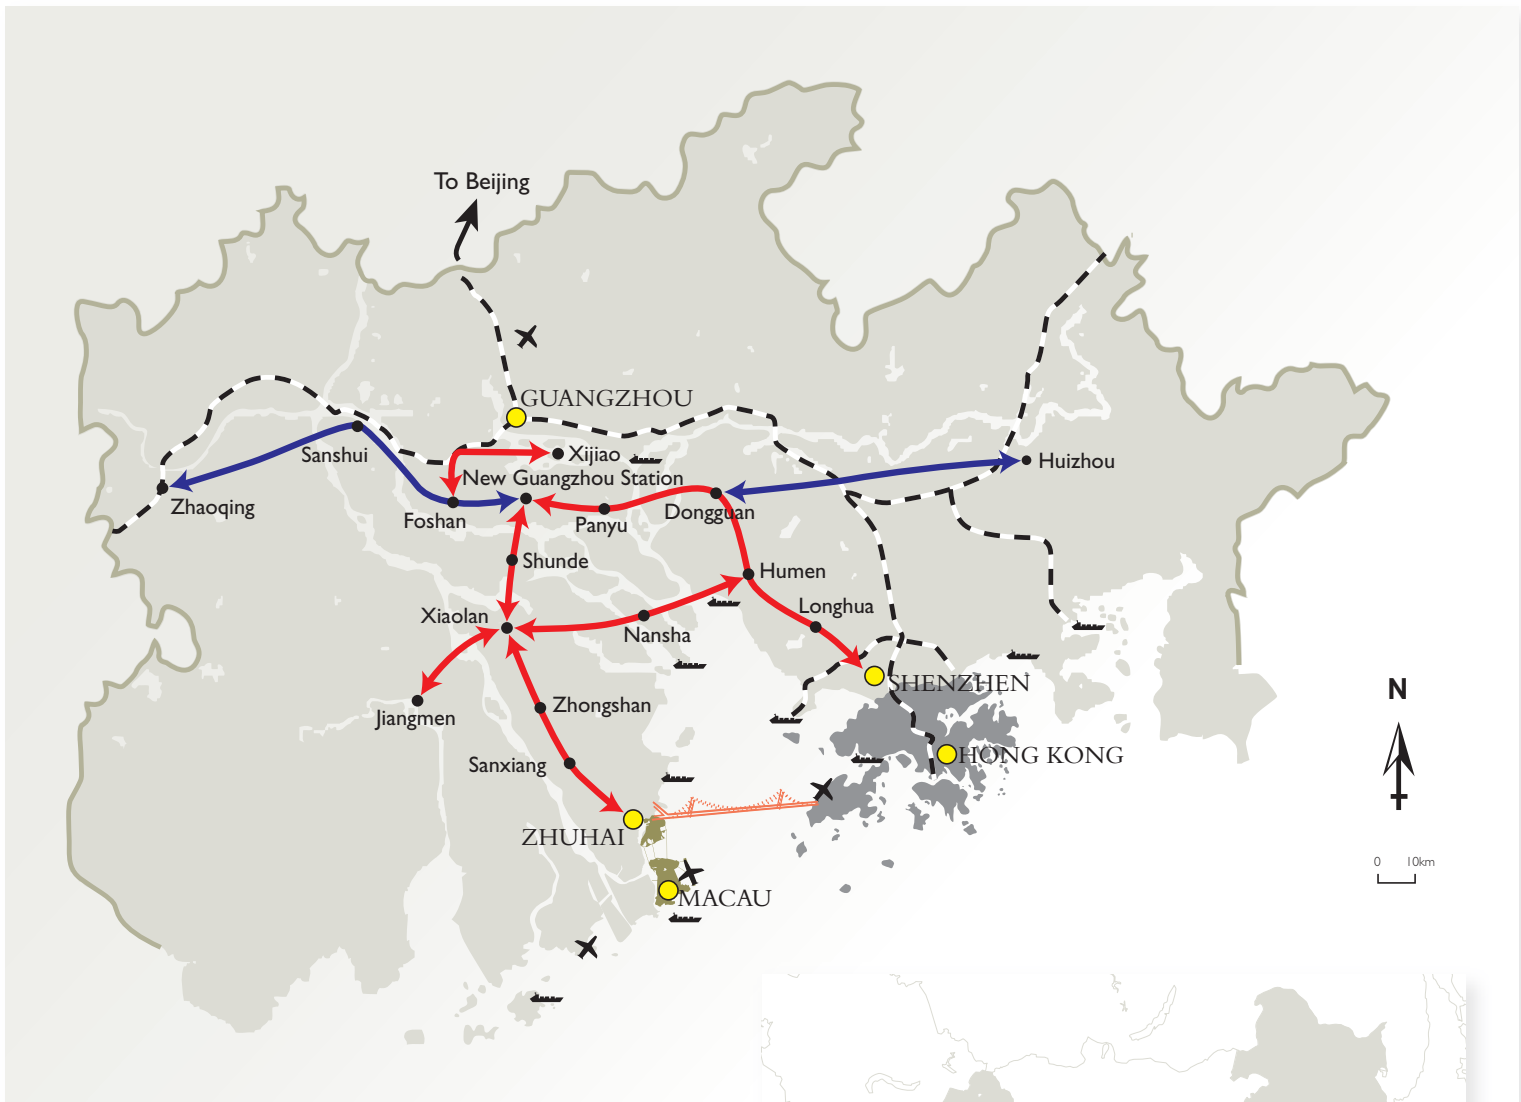 To Beijing
GUANGZHOU
Sanshui
Xijiao
Huizhou
New Guangzhou Station
Zhaoqing
Foshan
Panyu
Dongguan
Shunde
Humen
Longhua
Xiaolan
Nansha
SHENZHEN
N
Zhongshan
Jiangmen
HONG KONG
Sanxiang
ZHUHAI
0 10km
MACAU